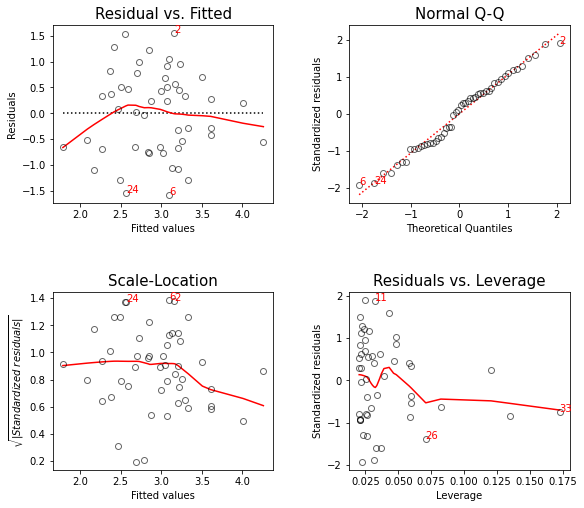 Residual vs. Fitted
Residuals
1.5
1.0
0.5
0.0
−0.5
−1.0
−1.5
2
24
6
2.0 2.5 3.0 3.5 4.0
Fitted values
Normal Q-Q
Standardized residuals
2
1
0
−1
−2
2
6 24
−2 −1 0 1 2
Theoretical Quantiles
Scale-Location
√|Standardized residuals|
1.4
1.2
1.0
0.8
0.6
0.4
0.2
24
6
2
2.0 2.5 3.0 3.5 4.0
Fitted values
Residuals vs. Leverage
Standardized residuals
2
1
0
−1
−2
11
33
26
0.025 0.050 0.075 0.100 0.125 0.150 0.175
Leverage